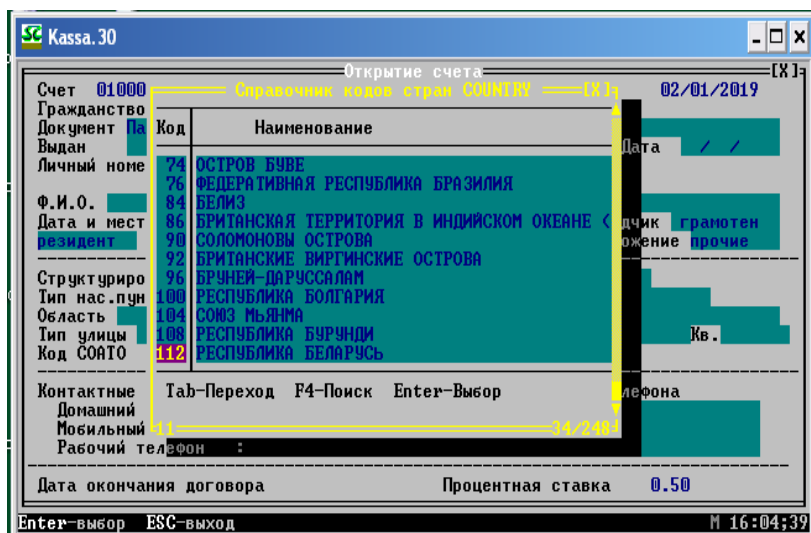 Kassa.30
Открытие счета [X]
Счет 01000 Справочник кодов стран COUNTRY [X] 02/01/2019
Гражданство
Документ Па Код Наименование
Выдан Дата / /
Личный номе 74 ОСТРОВ БУВЕ
76 ФЕДЕРАТИВНАЯ РЕСПУБЛИКА БРАЗИЛИЯ
Ф.И.О. 84 БЕЛИЗ
Дата и мест 86 БРИТАНСКАЯ ТЕРРИТОРИЯ В ИНДИЙСКОМ ОКЕАНЕ ( дчик грамотен
резидент 90 СОЛОМОНОВЫ ОСТРОВА ожение прочие
92 БРИТАНСКИЕ ВИРГИНСКИЕ ОСТРОВА
Структуриро 96 БРУНЕЙ-ДАРУССАЛАМ
Тип нас.пун 100 РЕСПУБЛИКА БОЛГАРИЯ
Область 104 СОЮЗ МЬЯНМА
Тип улицы 108 РЕСПУБЛИКА БУРУНДИ Кв.
Код СОАТО 112 РЕСПУБЛИКА БЕЛАРУСЬ
Контактные Tab-Переход F4-Поиск Enter-Выбор лефона
Домашний
Мобильный 11 34/248
Рабочий телефон :
Дата окончания договора Процентная ставка 0.50
Enter-выбор ESC-выход М 16:04;39